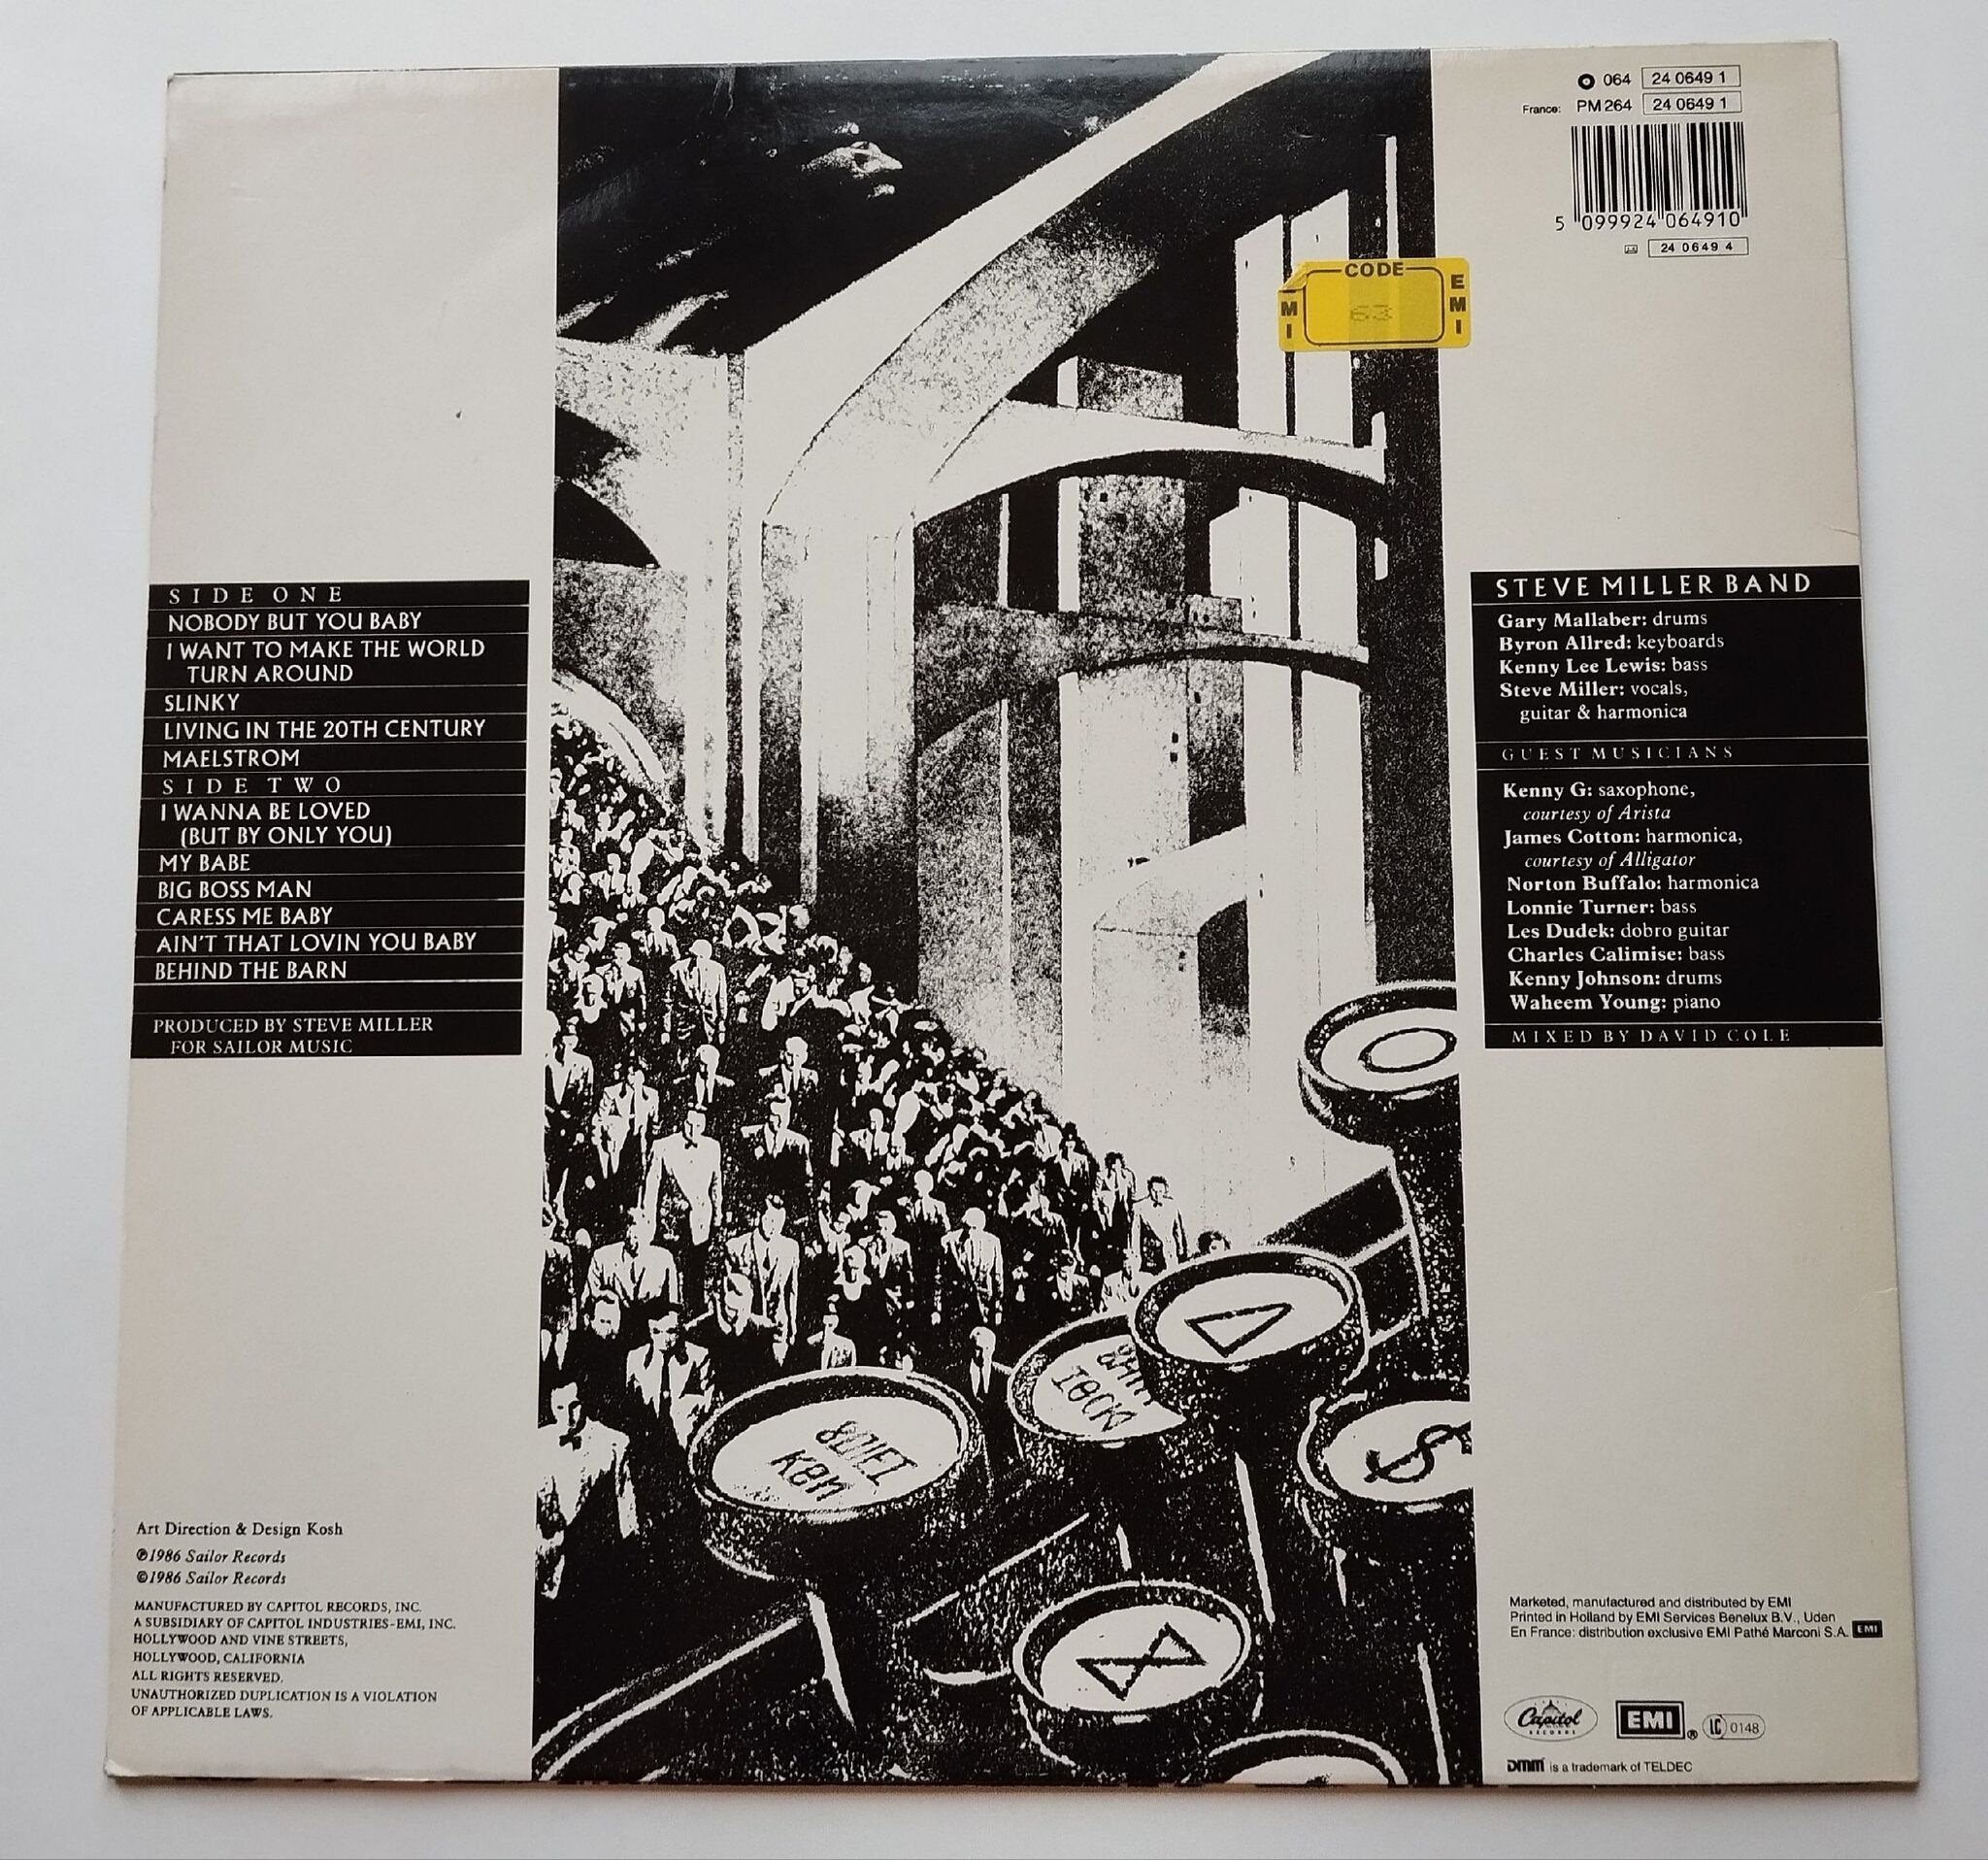 SIDE ONE
NOBODY BUT YOU BABY
I WANT TO MAKE THE WORLD
TURN AROUND
SLINKY
LIVING IN THE 20TH CENTURY
MAELSTROM
SIDE TWO
I WANNA BE LOVED
(BUT BY ONLY YOU)
MY BABE
BIG BOSS MAN
CARESS ME BABY
AIN'T THAT LOVIN YOU BABY
BEHIND THE BARN
PRODUCED BY STEVE MILLER
FOR SAILOR MUSIC
Art Direction & Design Kosh
℗1986 Sailor Records
©1986 Sailor Records
MANUFACTURED BY CAPITOL RECORDS, INC.
A SUBSIDIARY OF CAPITOL INDUSTRIES-EMI, INC.
HOLLYWOOD AND VINE STREETS,
HOLLYWOOD, CALIFORNIA
ALL RIGHTS RESERVED.
UNAUTHORIZED DUPLICATION IS A VIOLATION
OF APPLICABLE LAWS.
CODE
EMI
63
MI
$
064 24 0649 1
France: PM 264 24 0649 1
5 099924 064910
24 0649 4
STEVE MILLER BAND
Gary Mallaber: drums
Byron Allred: keyboards
Kenny Lee Lewis: bass
Steve Miller: vocals,
guitar & harmonica
GUEST MUSICIANS
Kenny G: saxophone,
courtesy of Arista
James Cotton: harmonica,
courtesy of Alligator
Norton Buffalo: harmonica
Lonnie Turner: bass
Les Dudek: dobro guitar
Charles Calimise: bass
Kenny Johnson: drums
Waheem Young: piano
MIXED BY DAVID COLE
Marketed, manufactured and distributed by EMI
Printed in Holland by EMI Services Benelux B.V., Uden
En France: distribution exclusive EMI Pathé Marconi S.A. EMI
Capitol RECORDS EMI® LC 0148
DMM is a trademark of TELDEC